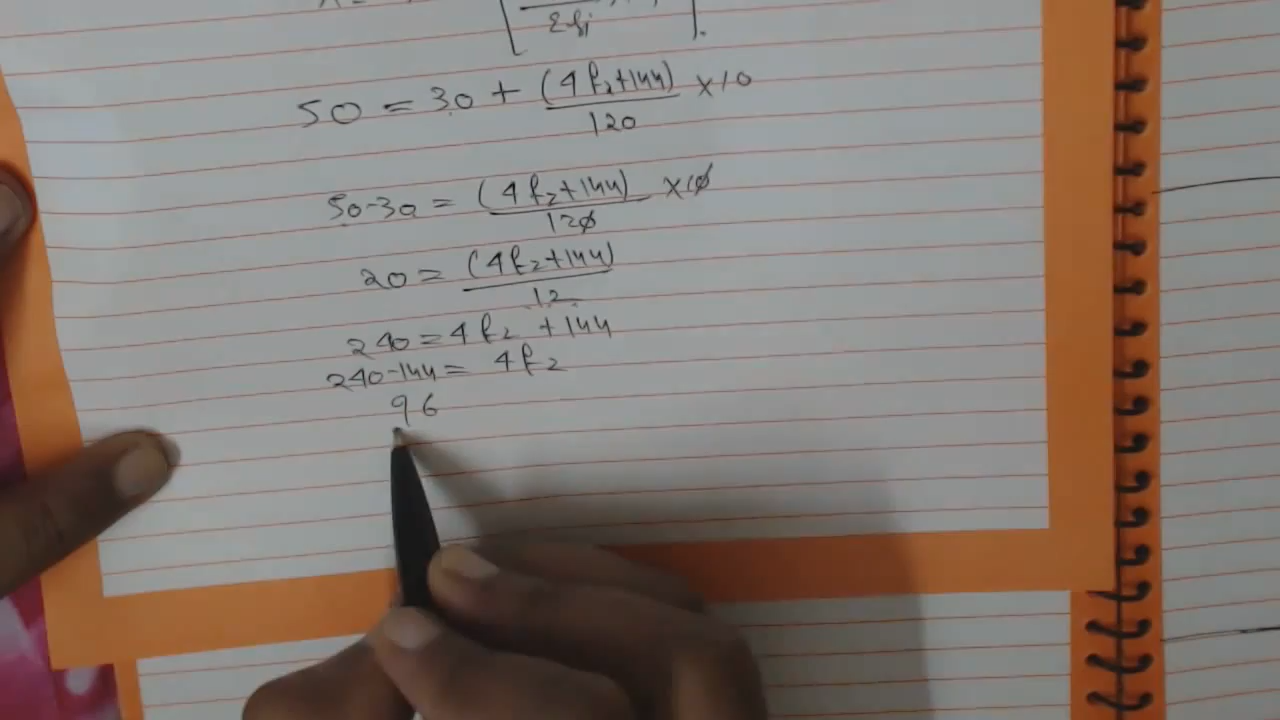 Σfi
50 = 30 + (4f₂+144)/120 ×10
50-30 = (4f₂+144)/120 ×10
20 = (4f₂+144)/12
240 = 4f₂ +144
240-144 = 4f₂
96